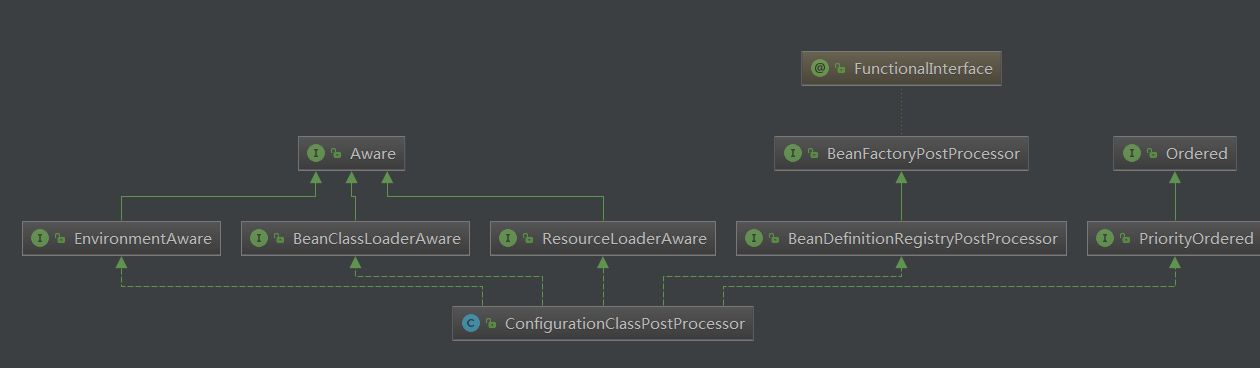 @ FunctionalInterface
I Aware
I BeanFactoryPostProcessor
I Ordered
I EnvironmentAware
I BeanClassLoaderAware
I ResourceLoaderAware
I BeanDefinitionRegistryPostProcessor
I PriorityOrdered
C ConfigurationClassPostProcessor